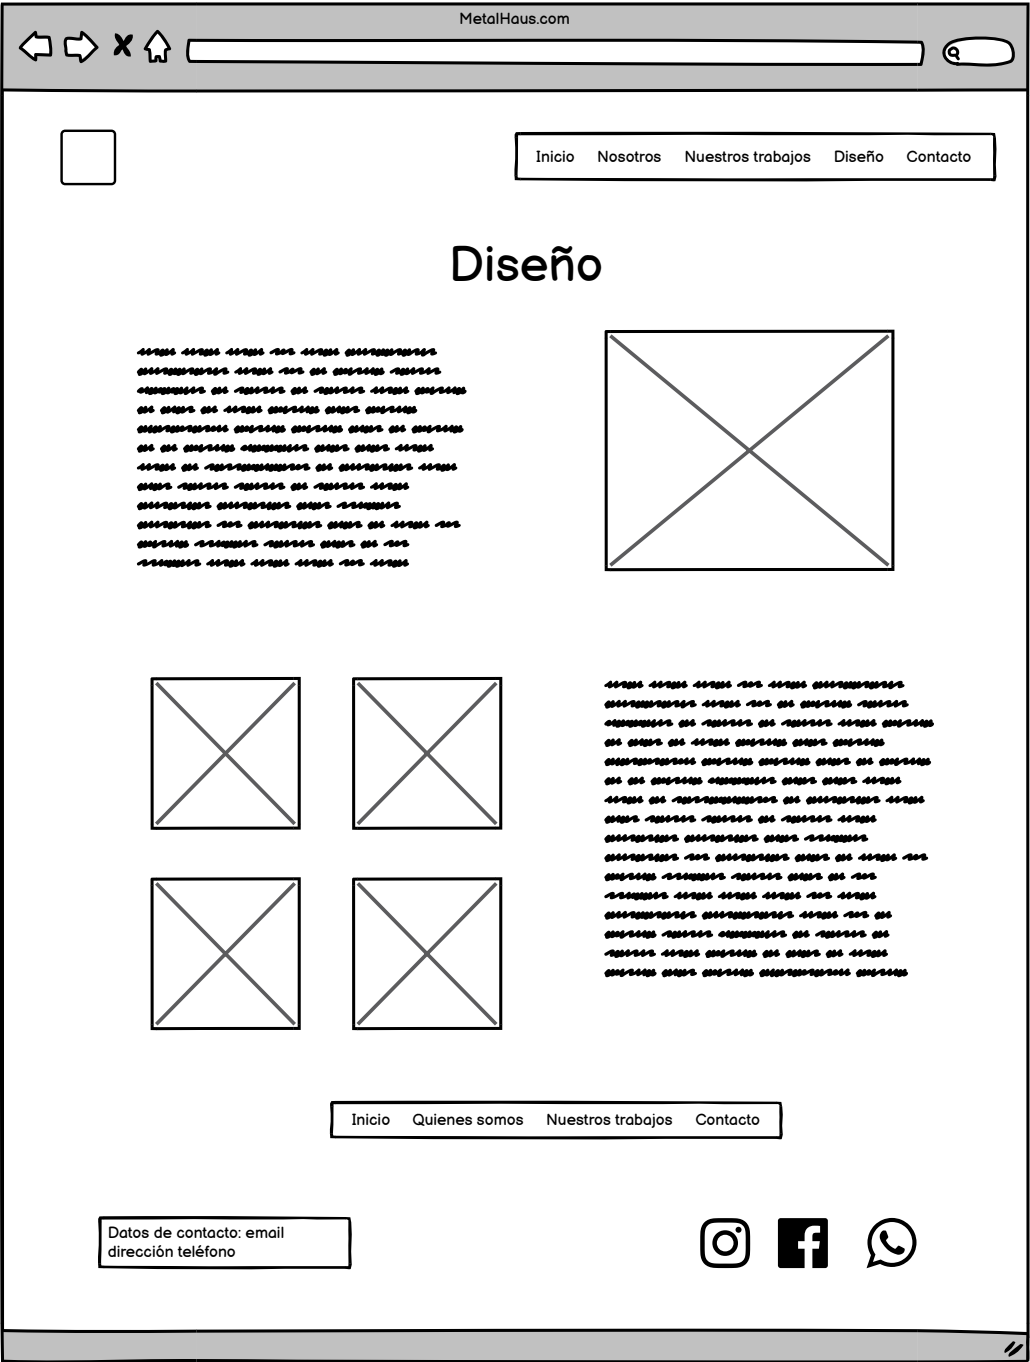 MetalHaus.com
Inicio Nosotros Nuestros trabajos Diseño Contacto
Diseño
Inicio Quienes somos Nuestros trabajos Contacto
Datos de contacto: email
dirección teléfono